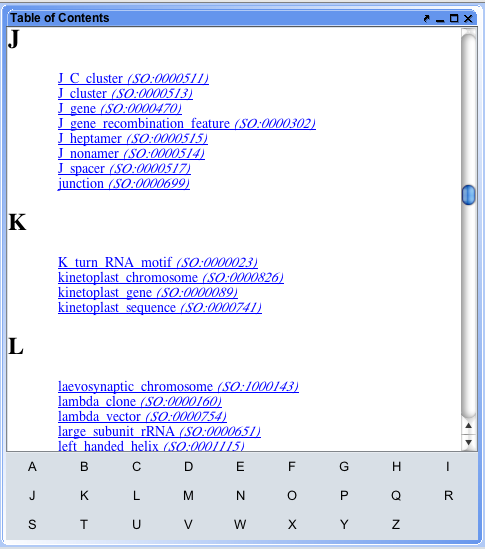 Table of Contents
J
J_C_cluster (SO:0000511)
J_cluster (SO:0000513)
J_gene (SO:0000470)
J_gene_recombination_feature (SO:0000302)
J_heptamer (SO:0000515)
J_nonamer (SO:0000514)
J_spacer (SO:0000517)
junction (SO:0000699)
K
K_turn_RNA_motif (SO:0000023)
kinetoplast_chromosome (SO:0000826)
kinetoplast_gene (SO:0000089)
kinetoplast_sequence (SO:0000741)
L
laevosynaptic_chromosome (SO:1000143)
lambda_clone (SO:0000160)
lambda_vector (SO:0000754)
large_subunit_rRNA (SO:0000651)
left_handed_helix (SO:0001115)
A B C D E F G H I
J K L M N O P Q R
S T U V W X Y Z